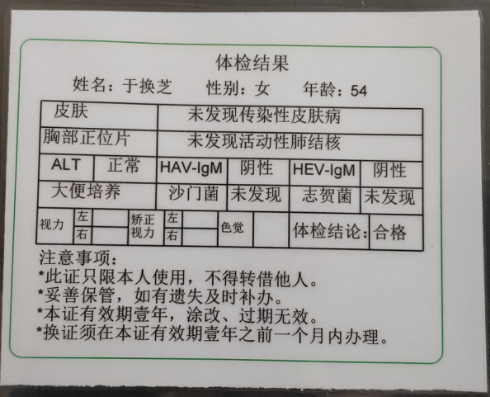 体检结果
姓名：于换芝 性别：女 年龄：54
皮肤 未发现传染性皮肤病
胸部正位片 未发现活动性肺结核
ALT 正常 HAV-IgM 阴性 HEV-IgM 阴性
大便培养 沙门菌 未发现 志贺菌 未发现
视力 左 右 矫正视力 左 右 色觉 体检结论：合格
注意事项：
*此证只限本人使用，不得转借他人。
*妥善保管，如有遗失及时补办。
*本证有效期壹年，涂改、过期无效。
*换证须在本证有效期壹年之前一个月内办理。